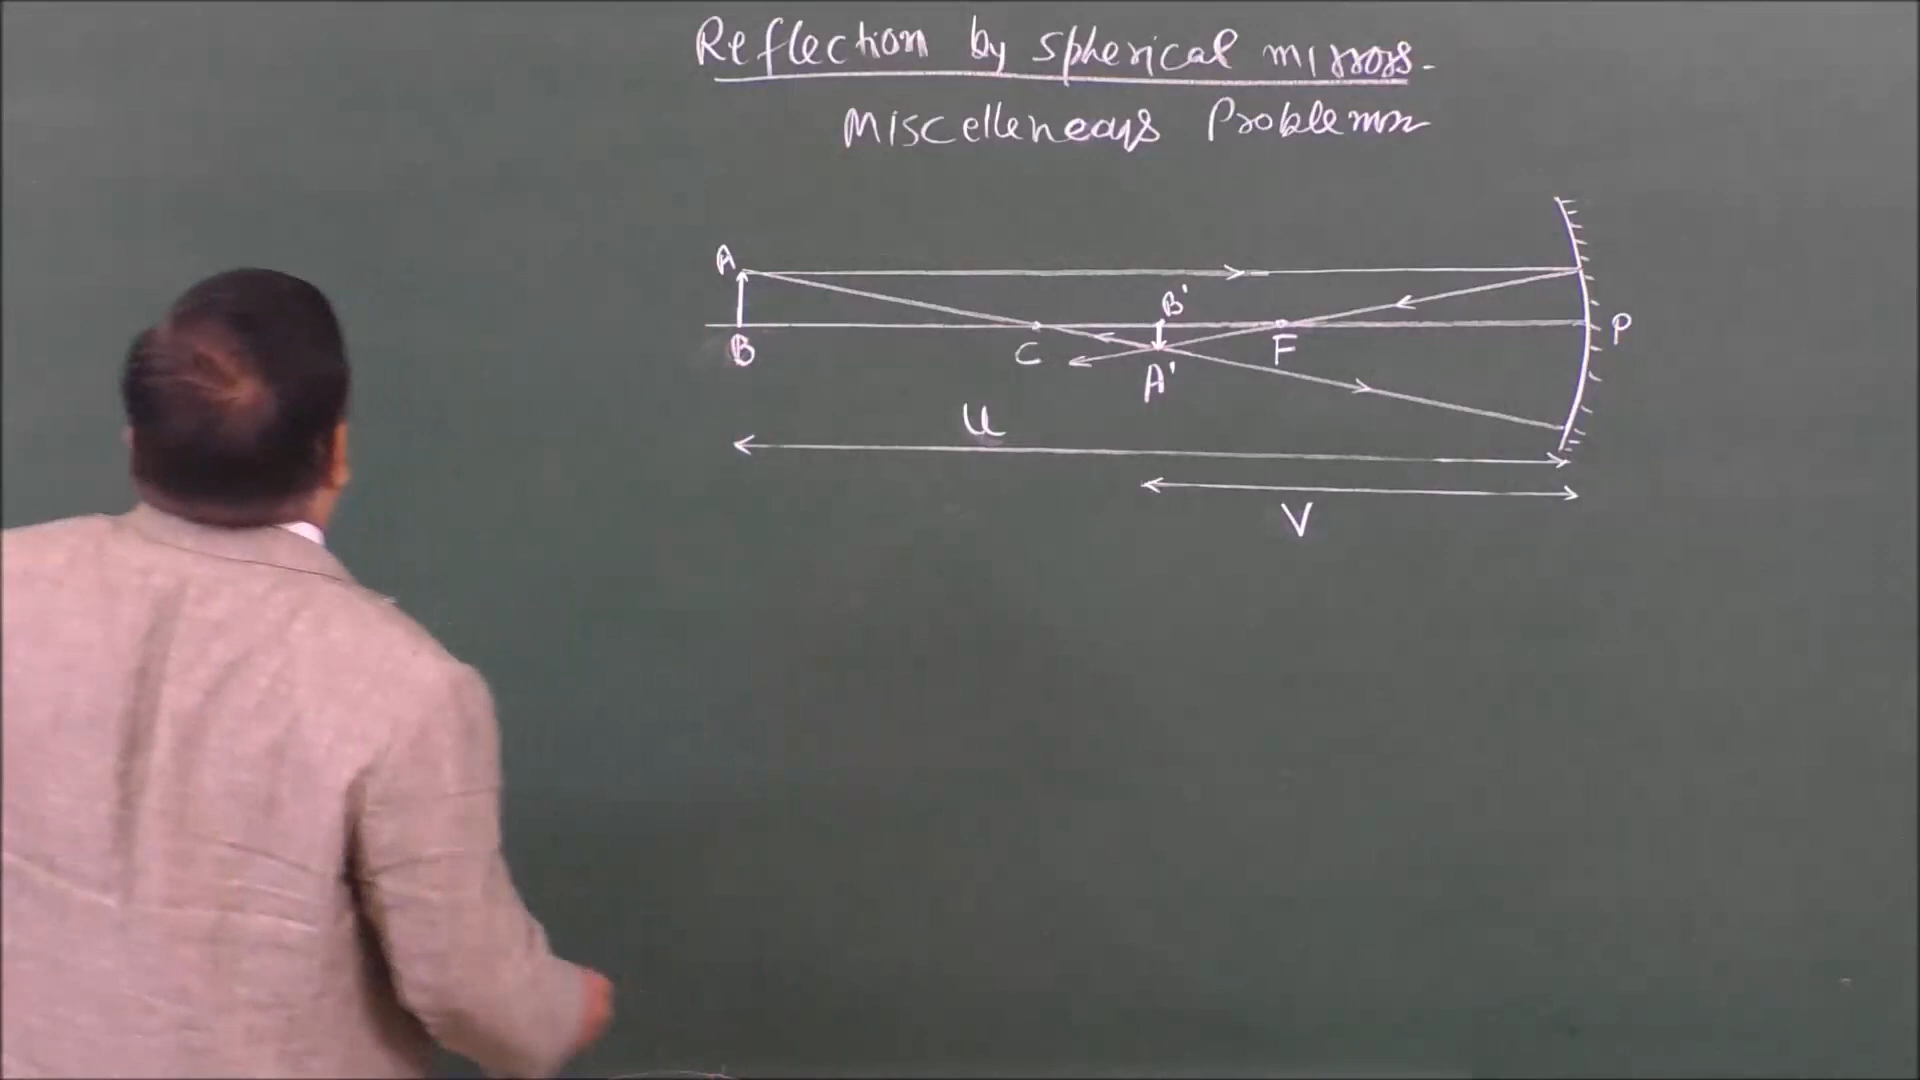 Reflection by spherical mirrors.
Miscelleneous Problems
A
B'
P
B
C
F
A'
u
V